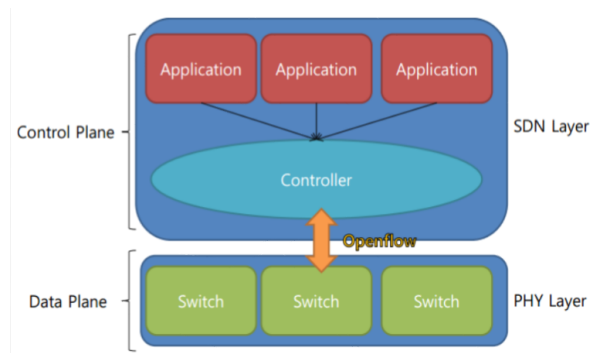 Application Application Application
Control Plane
SDN Layer
Controller
Openflow
Data Plane
Switch Switch Switch
PHY Layer